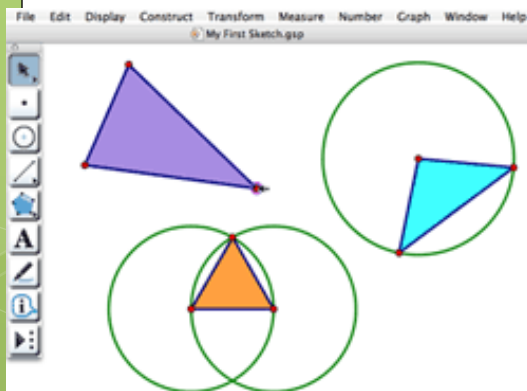 File Edit Display Construct Transform Measure Number Graph Window Help
My First Sketch.gsp
A